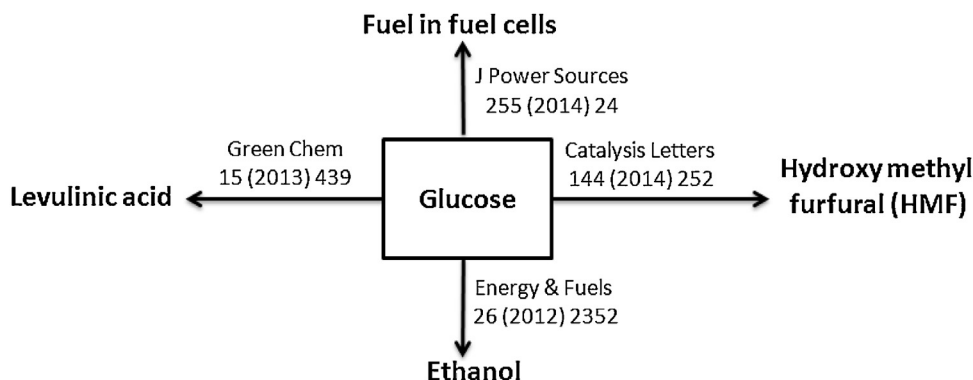 Fuel in fuel cells
J Power Sources
255 (2014) 24
Green Chem
15 (2013) 439
Catalysis Letters
144 (2014) 252
Levulinic acid
Glucose
Hydroxy methyl
furfural (HMF)
Energy & Fuels
26 (2012) 2352
Ethanol